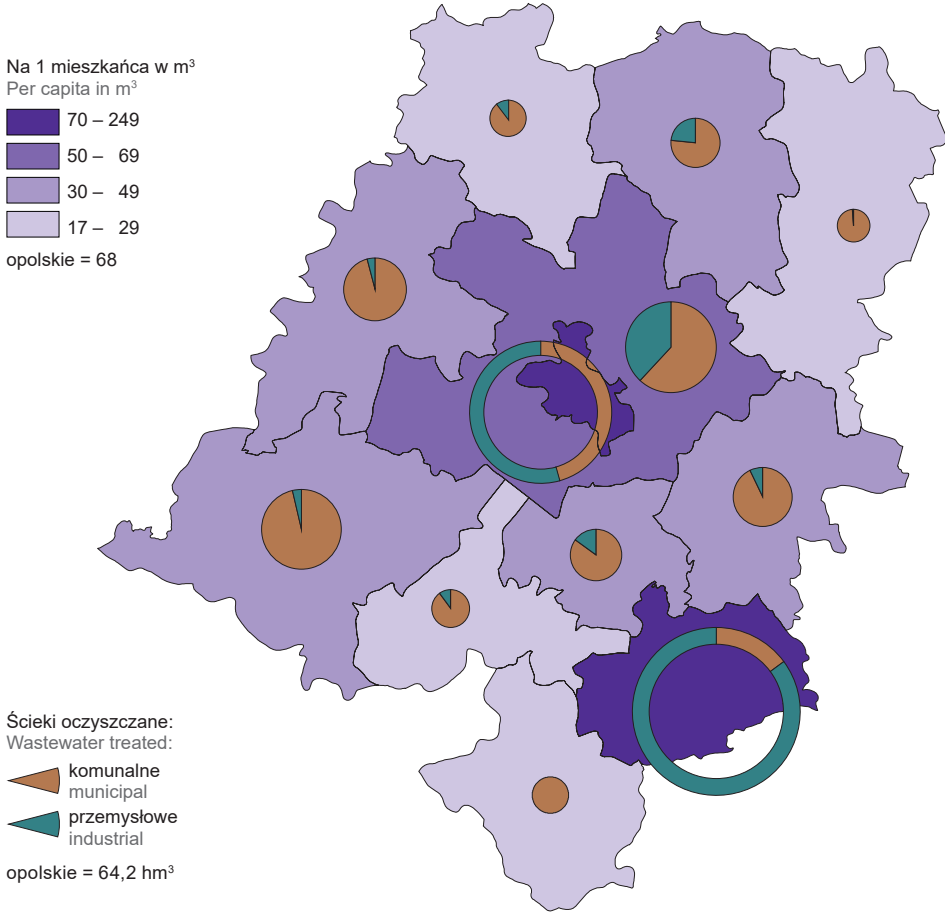 Na 1 mieszkańca w m³
Per capita in m³
70 – 249
50 – 69
30 – 49
17 – 29
opolskie = 68
Ścieki oczyszczane:
Wastewater treated:
komunalne
municipal
przemysłowe
industrial
opolskie = 64,2 hm³